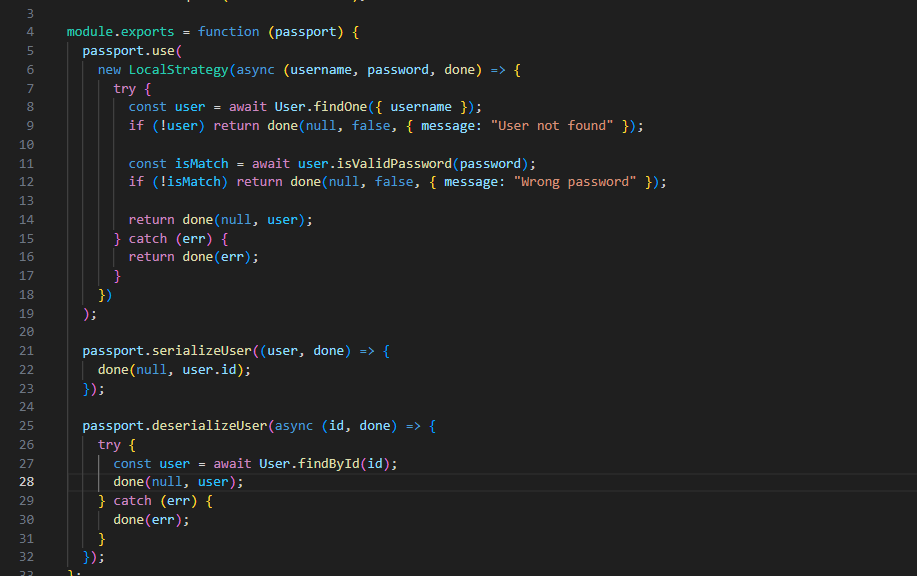 3
4 module.exports = function (passport) {
5   passport.use(
6     new LocalStrategy(async (username, password, done) => {
7       try {
8         const user = await User.findOne({ username });
9         if (!user) return done(null, false, { message: "User not found" });
10
11         const isMatch = await user.isValidPassword(password);
12         if (!isMatch) return done(null, false, { message: "Wrong password" });
13
14         return done(null, user);
15       } catch (err) {
16         return done(err);
17       }
18     })
19   );
20
21   passport.serializeUser((user, done) => {
22     done(null, user.id);
23   });
24
25   passport.deserializeUser(async (id, done) => {
26     try {
27       const user = await User.findById(id);
28       done(null, user);
29     } catch (err) {
30       done(err);
31     }
32   });
33 };